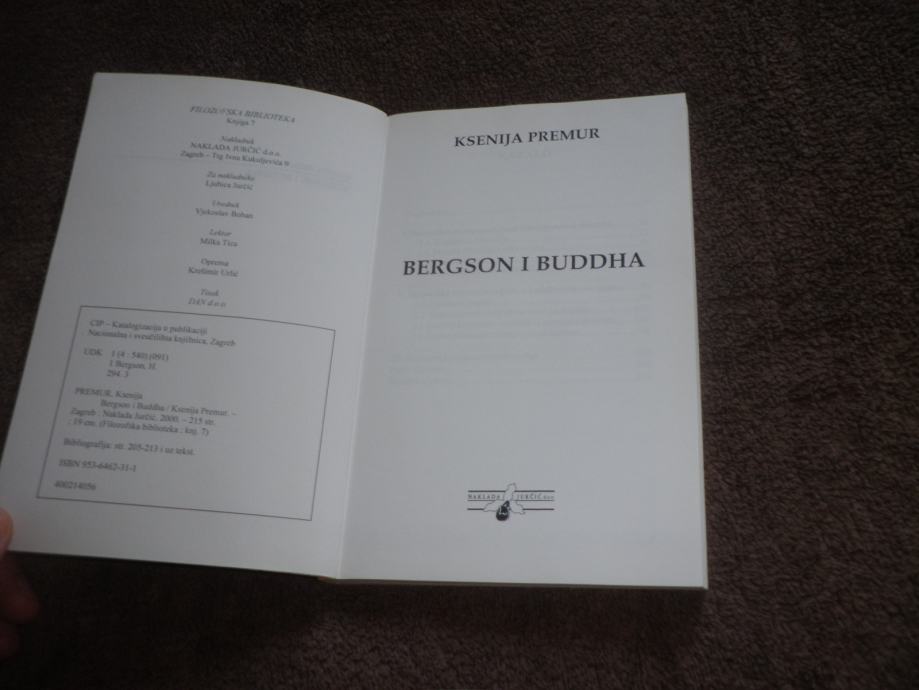 FILOZOFSKA BIBLIOTEKA
Knjiga 7
Nakladnik
NAKLADA JURČIĆ d.o.o.
Zagreb – Trg Ivna Kukuljevića 9
Za nakladnika
Ljubica Jurčić
Urednik
Vjekoslav Boban
Lektor
Milka Tica
Oprema
Krešimir Uršić
Tisak
DAN d.o.o.
CIP – Katalogizacija u publikaciji
Nacionalna i sveučilišna knjižnica, Zagreb
UDK 1 (4 : 540) (091)
1 Bergson, H.
294. 3
PREMUR, Ksenija
Bergson i Buddha / Ksenija Premur. –
Zagreb : Naklada Jurčić, 2000. – 215 str.
; 19 cm. (Filozofska biblioteka ; knj. 7)
Bibliografija: str. 205-213 i uz tekst.
ISBN 953-6462-31-1
400214056
KSENIJA PREMUR
BERGSON I BUDDHA
NAKLADA JURČIĆ d.o.o.